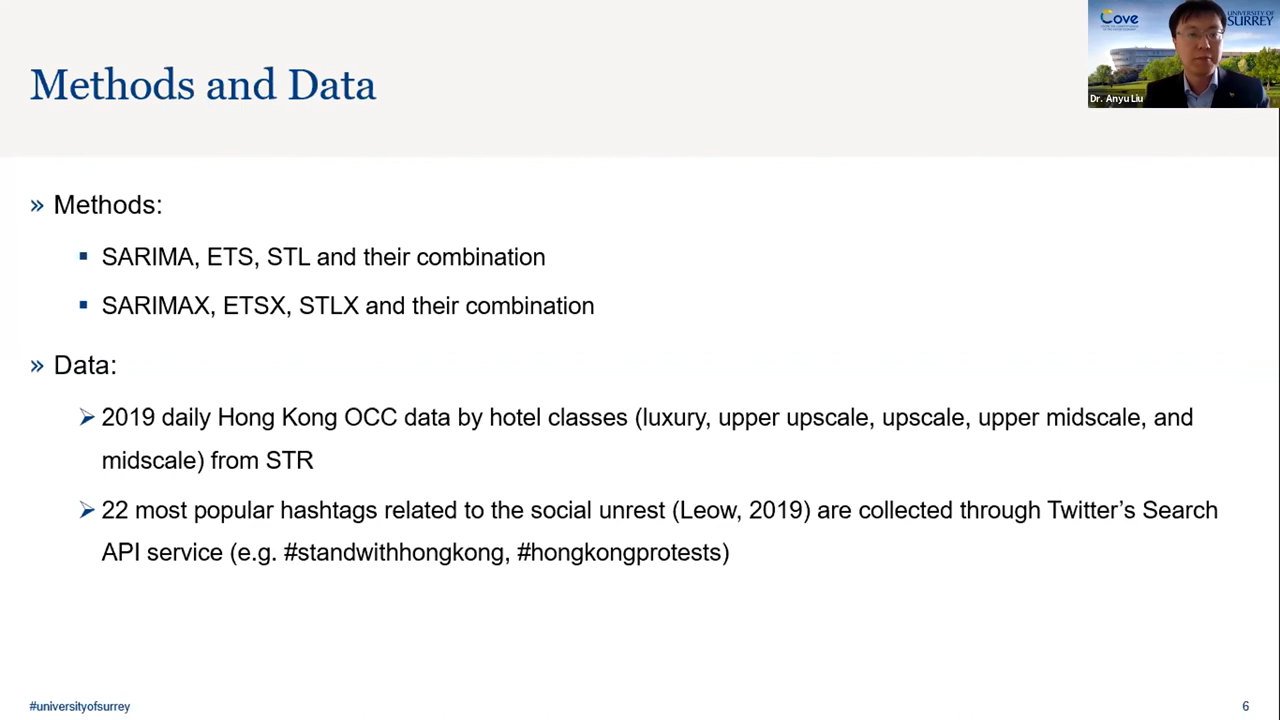 Cove
UNIVERSITY OF
SURREY
Dr. Anyu Liu
Methods and Data
» Methods:
▪ SARIMA, ETS, STL and their combination
▪ SARIMAX, ETSX, STLX and their combination
» Data:
➢ 2019 daily Hong Kong OCC data by hotel classes (luxury, upper upscale, upscale, upper midscale, and
midscale) from STR
➢ 22 most popular hashtags related to the social unrest (Leow, 2019) are collected through Twitter’s Search
API service (e.g. #standwithhongkong, #hongkongprotests)
#universityofsurrey
6